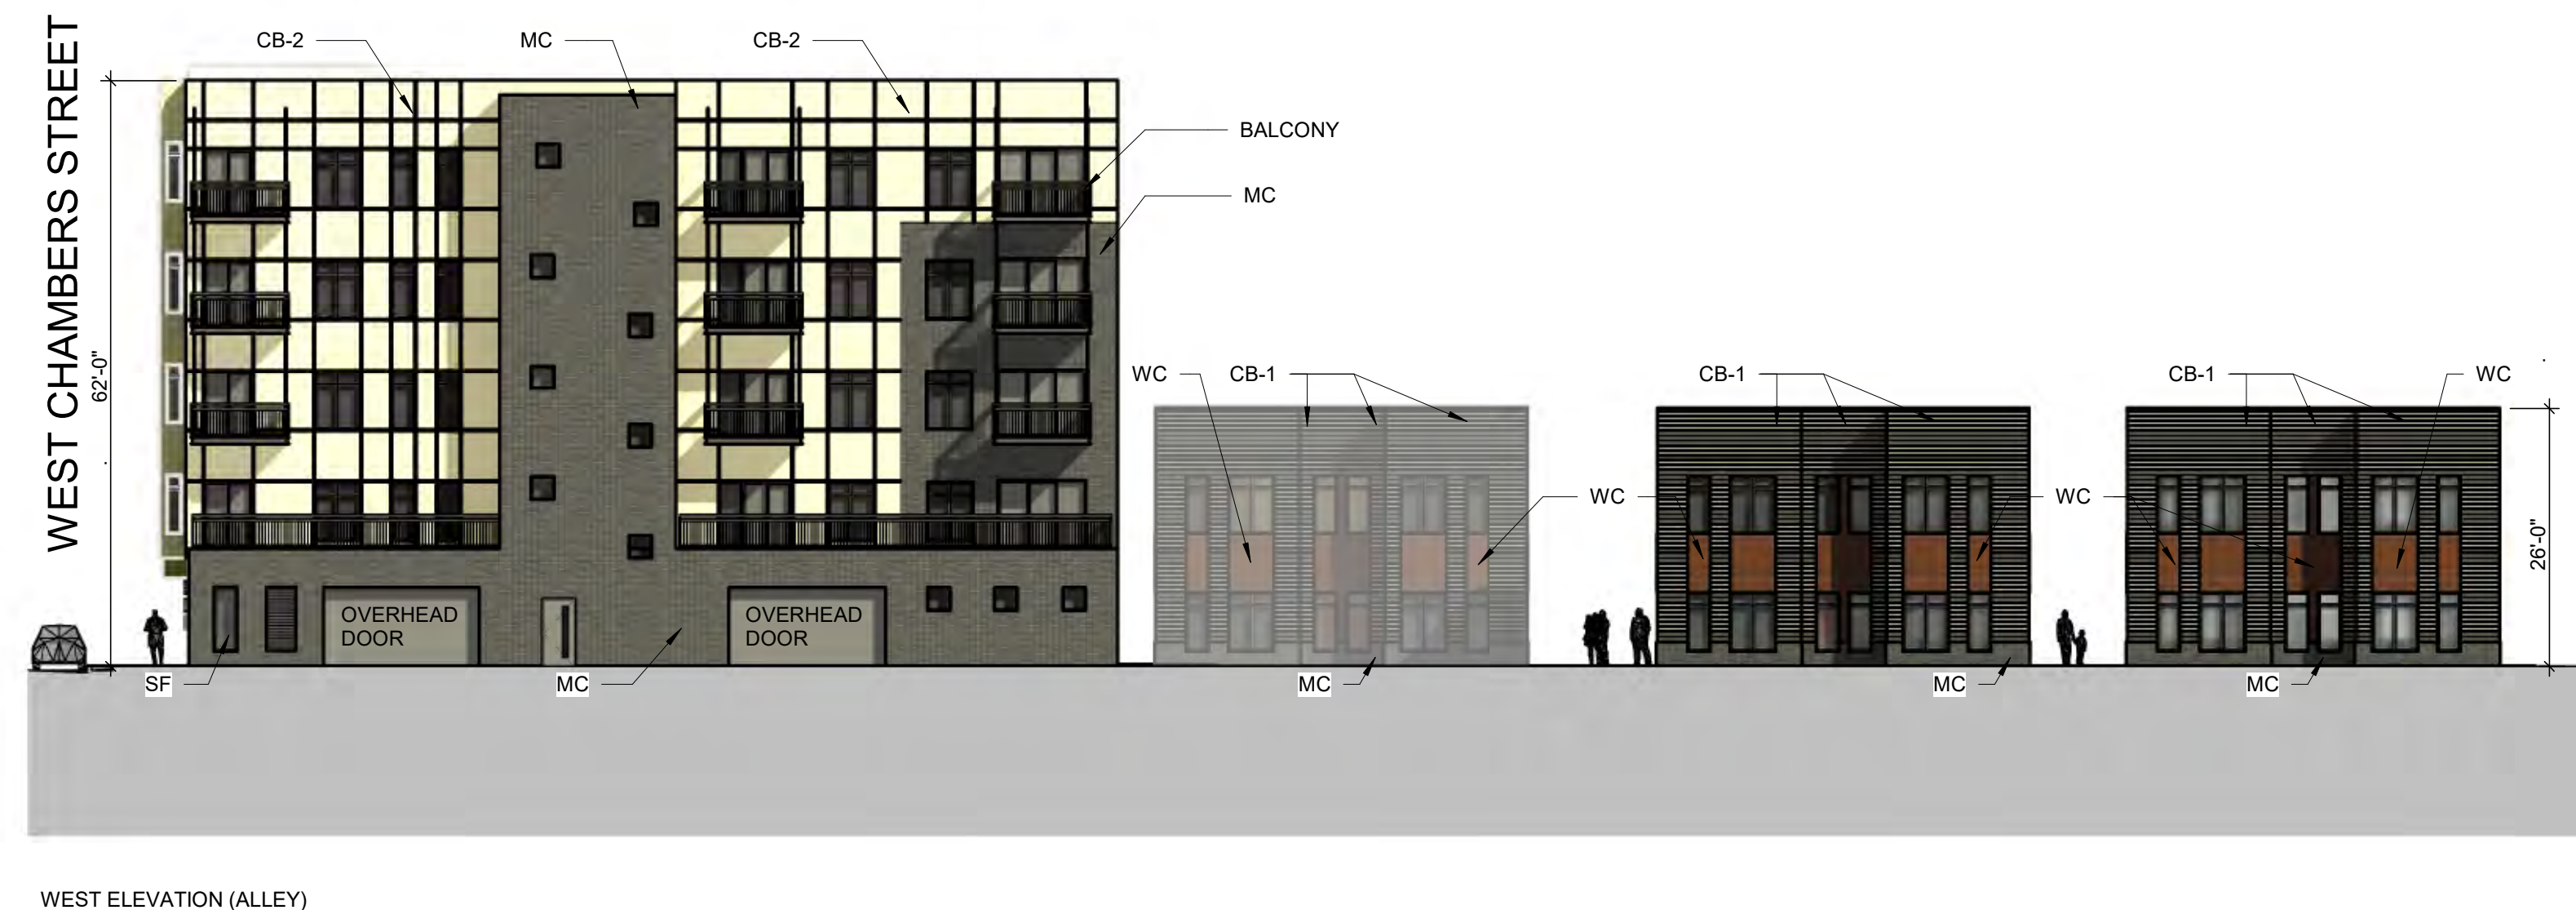 WEST CHAMBERS STREET
CB-2
MC
CB-2
BALCONY
MC
62'-0"
WC
CB-1
CB-1
CB-1
WC
WC
WC
26'-0"
OVERHEAD
DOOR
OVERHEAD
DOOR
SF
MC
MC
MC
MC
WEST ELEVATION (ALLEY)